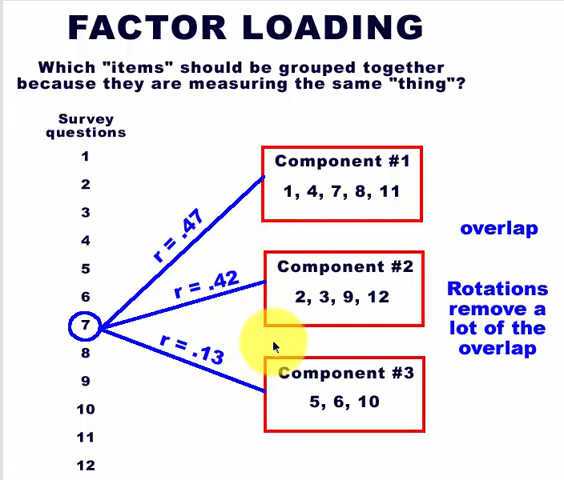 FACTOR LOADING
Which "items" should be grouped together
because they are measuring the same "thing"?
Survey
questions
1
2
3
4
5
6
7
8
9
10
11
12
r = .47
r = .42
r = .13
Component #1
1, 4, 7, 8, 11
Component #2
2, 3, 9, 12
Component #3
5, 6, 10
overlap
Rotations
remove a
lot of the
overlap